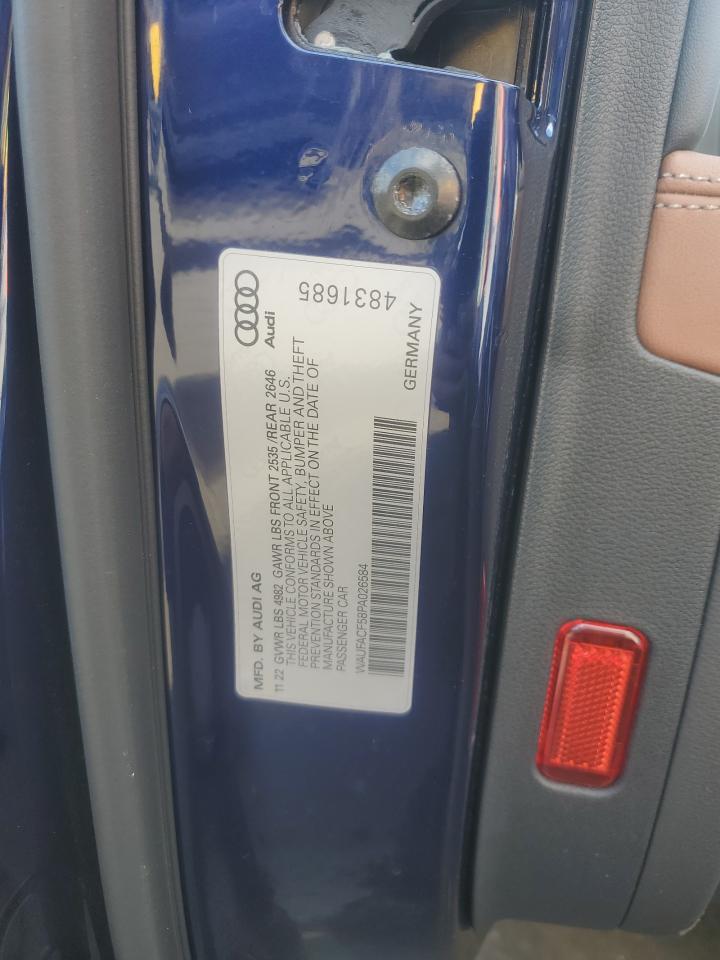 MFD. BY AUDI AG
Audi
11 22 GVWR LBS 4982 GAWR LBS FRONT 2535 /REAR 2646
THIS VEHICLE CONFORMS TO ALL APPLICABLE U.S.
FEDERAL MOTOR VEHICLE SAFETY, BUMPER AND THEFT
PREVENTION STANDARDS IN EFFECT ON THE DATE OF
MANUFACTURE SHOWN ABOVE
PASSENGER CAR
4831685
WAUFACF58PA026584
GERMANY